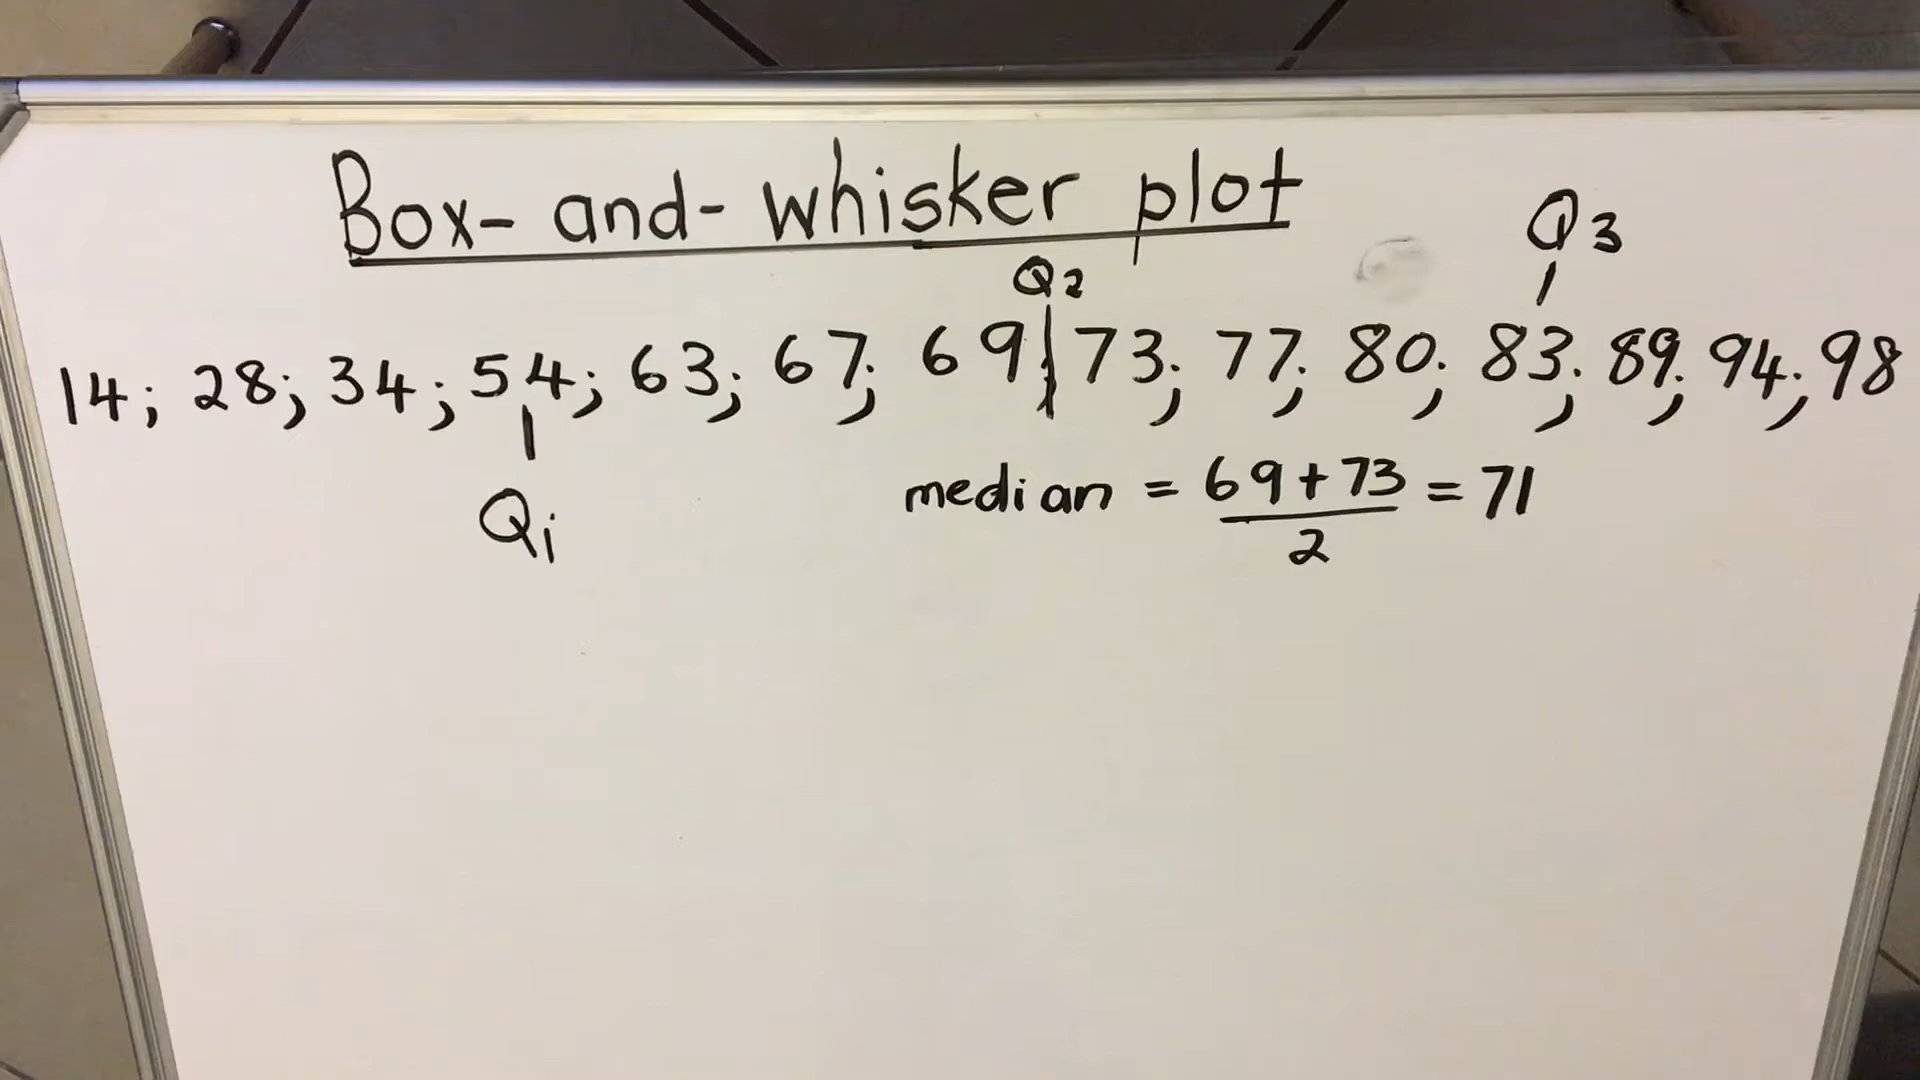 Box-and-whisker plot
Q3
Q2
14; 28; 34; 54; 63; 67; 69; 73; 77; 80; 83; 89; 94; 98
Q1
median = 69+73 = 71
2